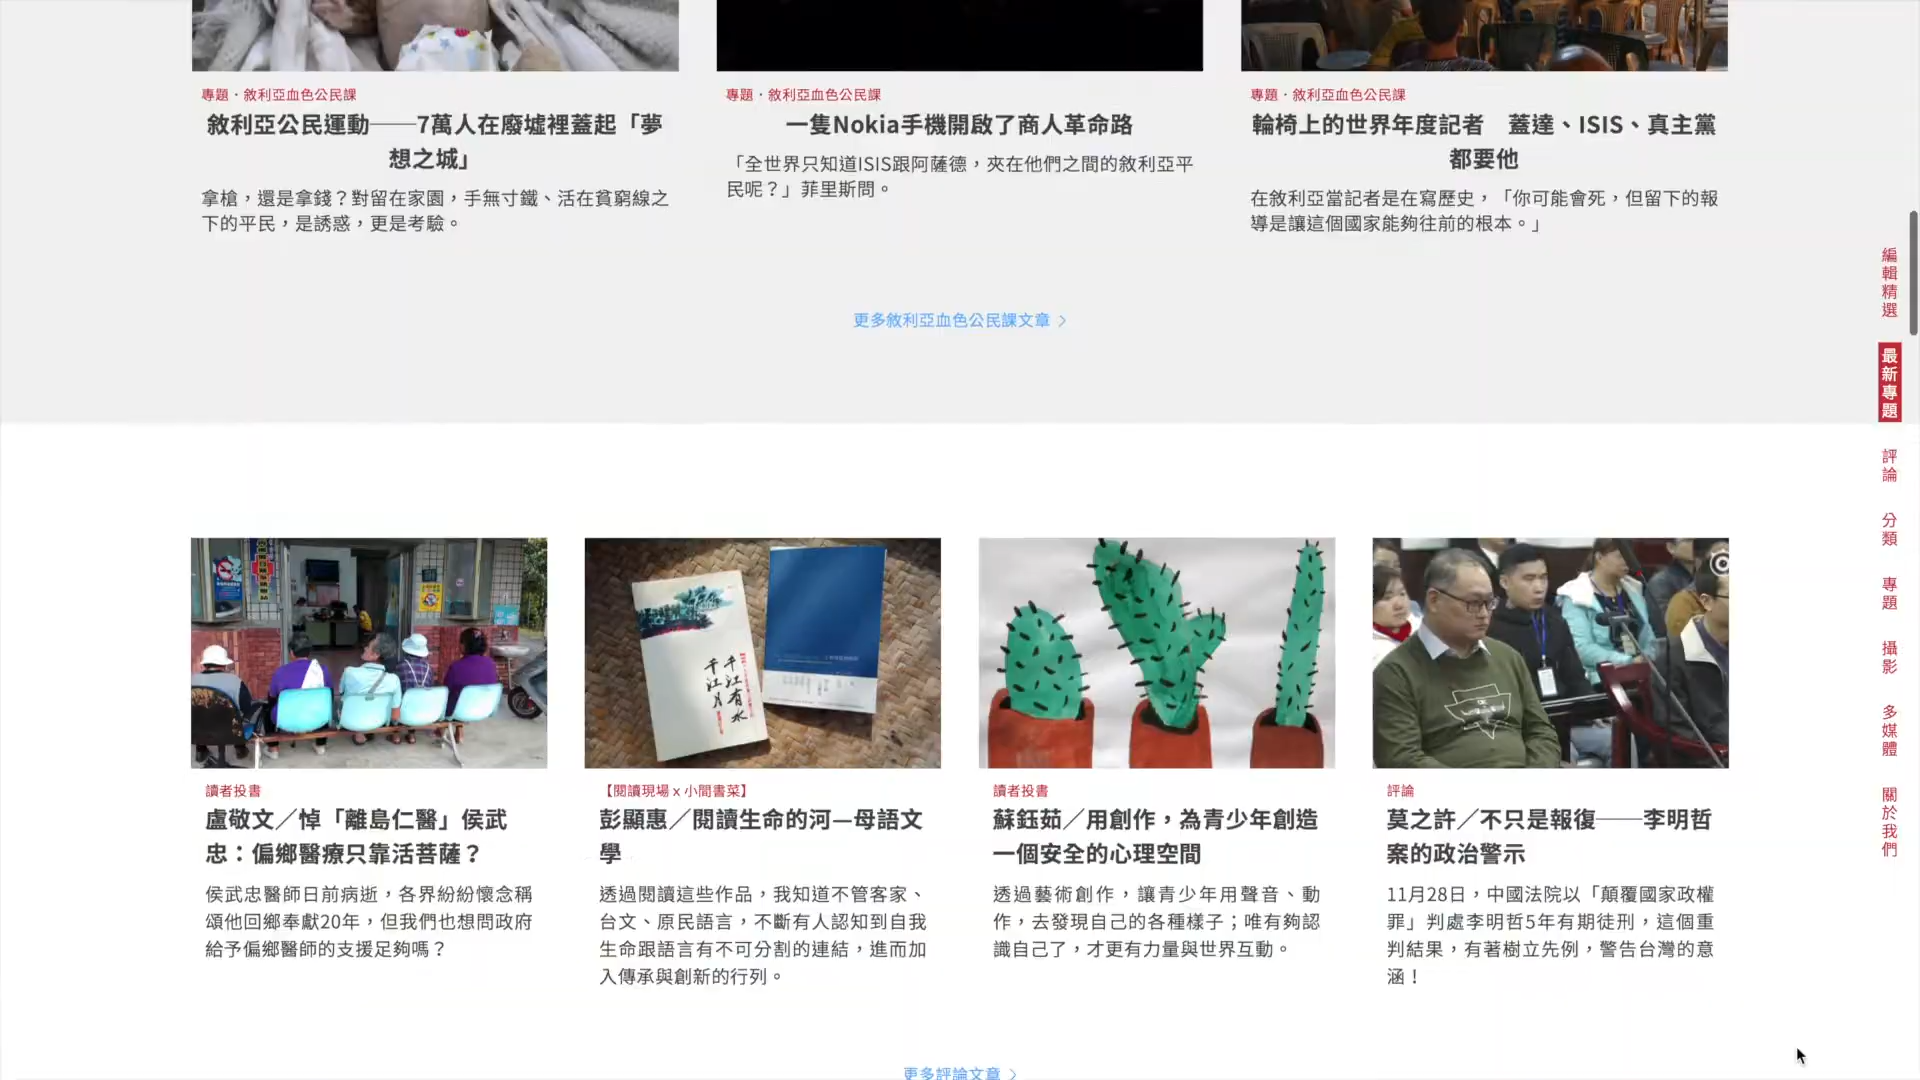 專題・敘利亞血色公民課
敘利亞公民運動──7萬人在廢墟裡蓋起「夢
想之城」
拿槍，還是拿錢？對留在家園，手無寸鐵、活在貧窮線之
下的平民，是誘惑，更是考驗。
專題・敘利亞血色公民課
一隻Nokia手機開啟了商人革命路
「全世界只知道ISIS跟阿薩德，夾在他們之間的敘利亞平
民呢？」菲里斯問。
專題・敘利亞血色公民課
輪椅上的世界年度記者　蓋達、ISIS、真主黨
都要他
在敘利亞當記者是在寫歷史，「你可能會死，但留下的報
導是讓這個國家能夠往前的根本。」
更多敘利亞血色公民課文章
千江有水
千江月
讀者投書
盧敬文／悼「離島仁醫」侯武
忠：偏鄉醫療只靠活菩薩？
侯武忠醫師日前病逝，各界紛紛懷念稱
頌他回鄉奉獻20年，但我們也想問政府
給予偏鄉醫師的支援足夠嗎？
【閱讀現場 x 小間書菜】
彭顯惠／閱讀生命的河—母語文
學
透過閱讀這些作品，我知道不管客家、
台文、原民語言，不斷有人認知到自我
生命跟語言有不可分割的連結，進而加
入傳承與創新的行列。
讀者投書
蘇鈺茹／用創作，為青少年創造
一個安全的心理空間
透過藝術創作，讓青少年用聲音、動
作，去發現自己的各種樣子；唯有夠認
識自己了，才更有力量與世界互動。
評論
莫之許／不只是報復──李明哲
案的政治警示
11月28日，中國法院以「顛覆國家政權
罪」判處李明哲5年有期徒刑，這個重
判結果，有著樹立先例，警告台灣的意
涵！
更多評論文章
編輯精選
最新專題
評論
分類
專題
攝影
多媒體
關於我們